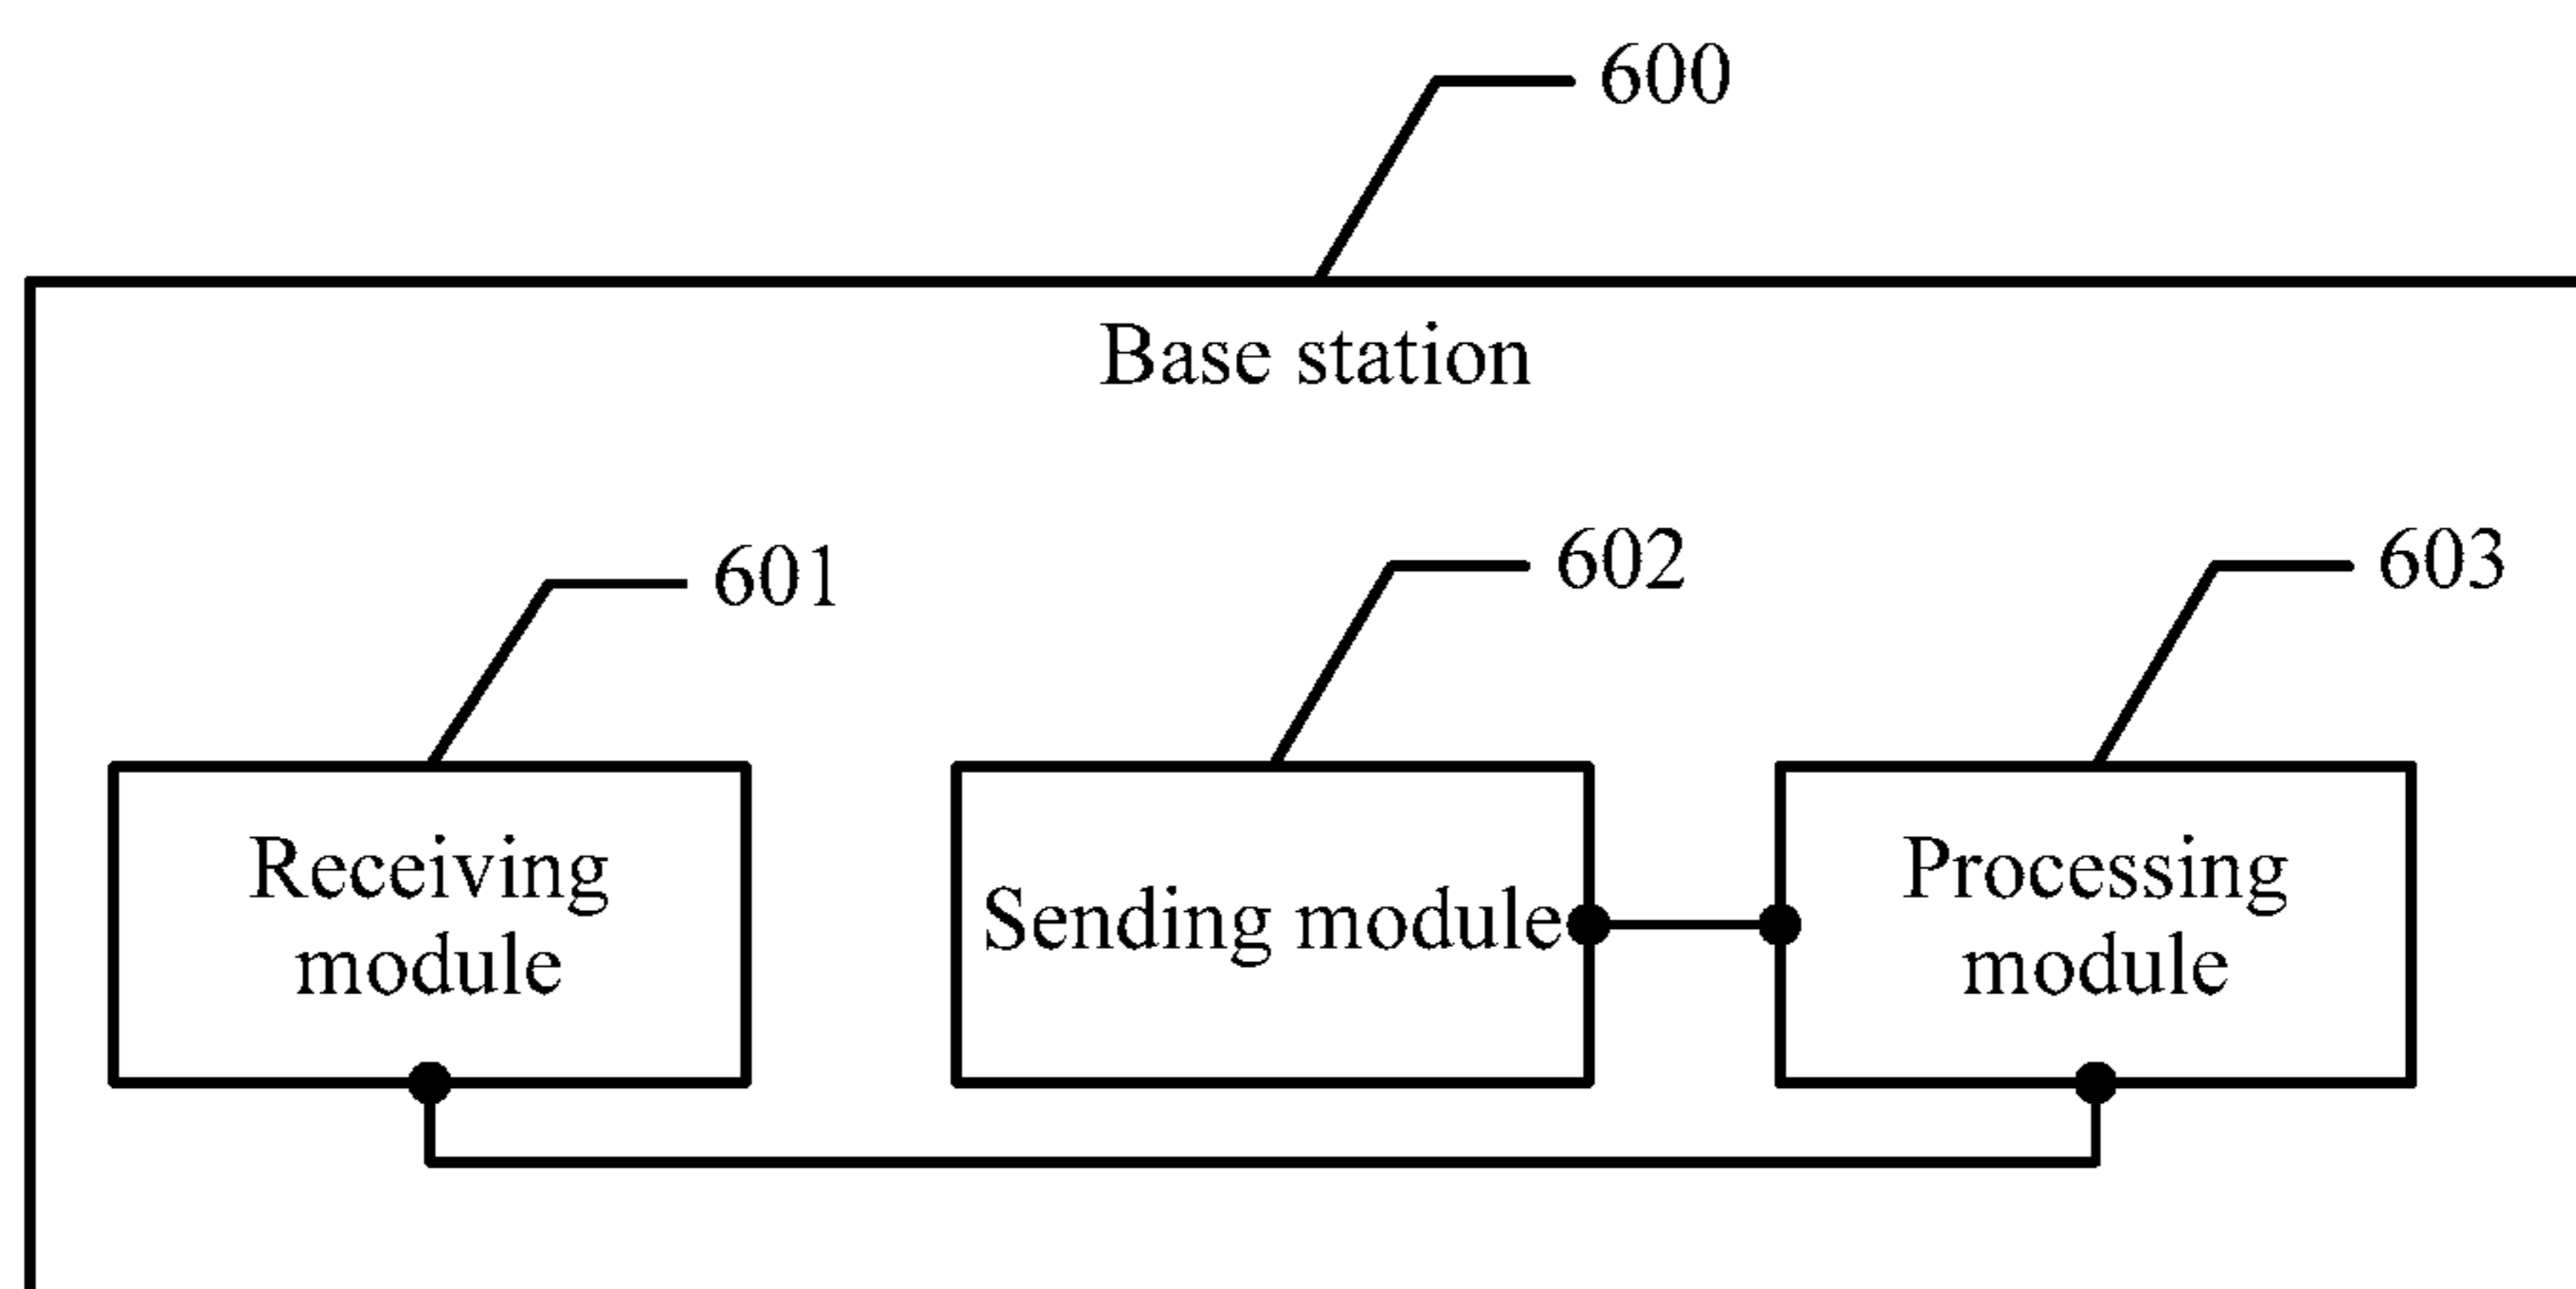 600
Base station
601
602
603
Receiving
module
Sending module
Processing
module